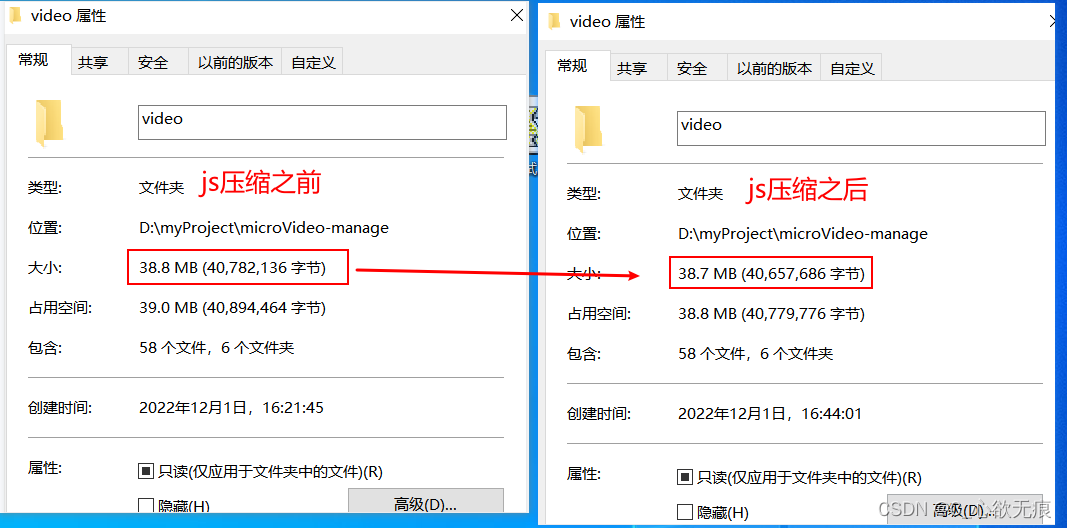 video 属性
常规 共享 安全 以前的版本 自定义
video
js压缩之前
类型: 文件夹
位置: D:\myProject\microVideo-manage
大小: 38.8 MB (40,782,136 字节)
占用空间: 39.0 MB (40,894,464 字节)
包含: 58 个文件，6 个文件夹
创建时间: 2022年12月1日，16:21:45
属性: 只读(仅应用于文件夹中的文件)(R)
隐藏(H) 高级(D)...
video 属性
常规 共享 安全 以前的版本 自定义
video
js压缩之后
类型: 文件夹
位置: D:\myProject\microVideo-manage
大小: 38.7 MB (40,657,686 字节)
占用空间: 38.8 MB (40,779,776 字节)
包含: 58 个文件，6 个文件夹
创建时间: 2022年12月1日，16:44:01
属性: 只读(仅应用于文件夹中的文件)(R)
隐藏(H) 高级(D)...
CSDN 心欲无痕